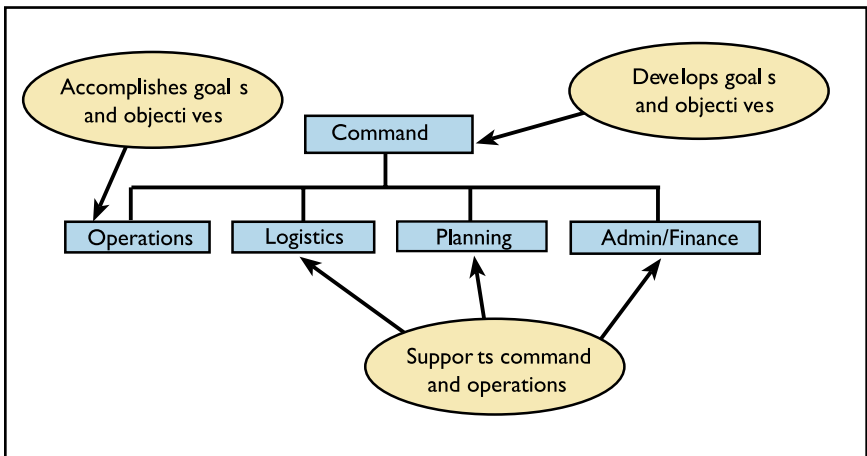 Accomplishes goal s
and objecti ves
Develops goal s
and objecti ves
Command
Operations
Logistics
Planning
Admin/Finance
Suppor ts command
and operations